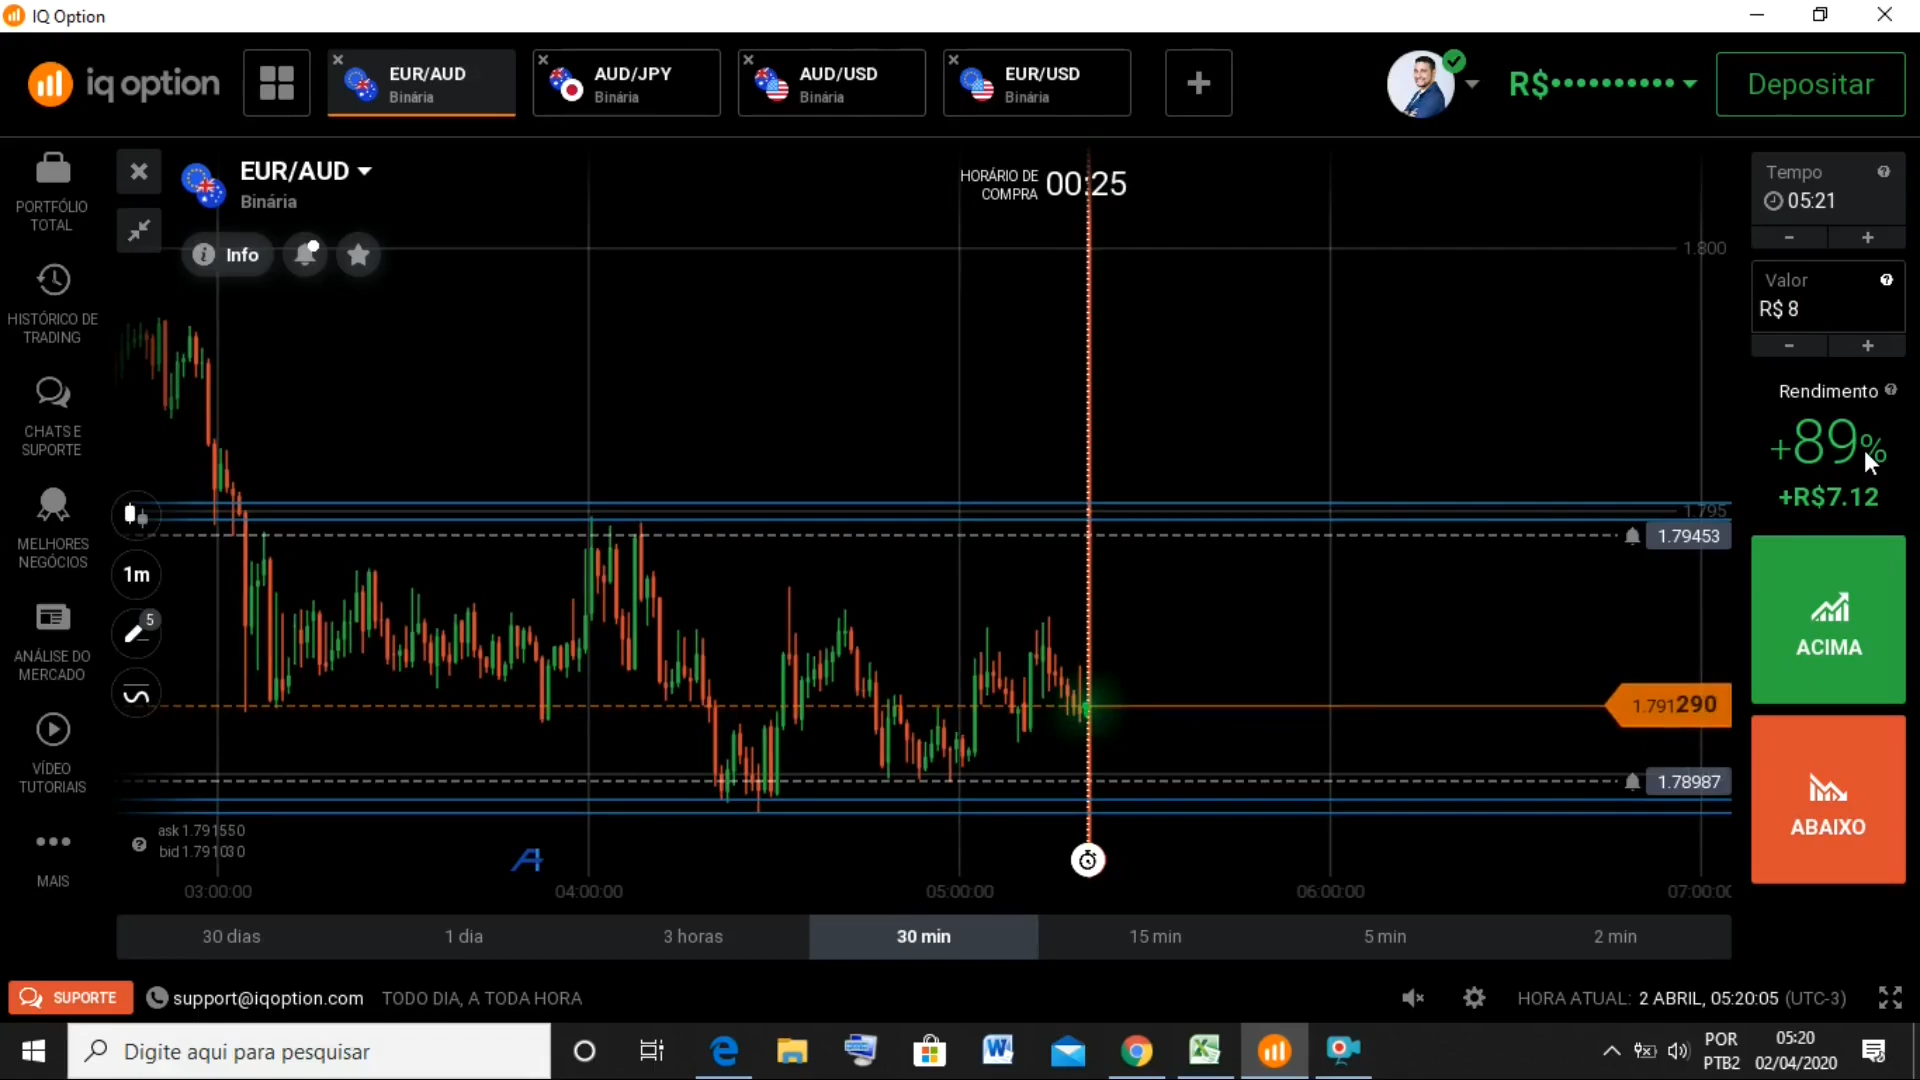 IQ Option
iq option
EUR/AUD
Binária
AUD/JPY
Binária
AUD/USD
Binária
EUR/USD
Binária
+
R$••••••••••
Depositar
PORTFÓLIO
TOTAL
HISTÓRICO DE
TRADING
CHATS E
SUPORTE
MELHORES
NEGÓCIOS
ANÁLISE DO
MERCADO
VÍDEO
TUTORIAIS
MAIS
EUR/AUD
Binária
Info
HORÁRIO DE
COMPRA
00:25
1m
5
1.800
1.795
1.79453
1.791290
1.78987
ask 1.791550
bid 1.791030
03:00:00
04:00:00
05:00:00
06:00:00
07:00:00
30 dias
1 dia
3 horas
30 min
15 min
5 min
2 min
Tempo
05:21
- +
Valor
R$ 8
- +
Rendimento
+89%
+R$7.12
ACIMA
ABAIXO
SUPORTE
support@iqoption.com
TODO DIA, A TODA HORA
HORA ATUAL: 2 ABRIL, 05:20:05 (UTC-3)
Digite aqui para pesquisar
POR
PTB2
05:20
02/04/2020